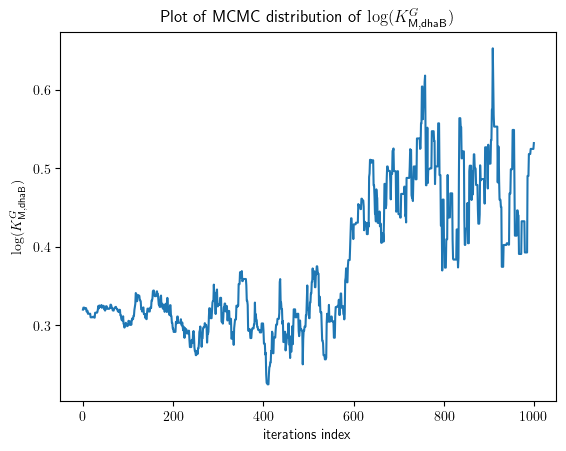 Plot of MCMC distribution of log(K^G_M,dhaB)
log(K^G_M,dhaB)
0.6
0.5
0.4
0.3
0 200 400 600 800 1000
iterations index